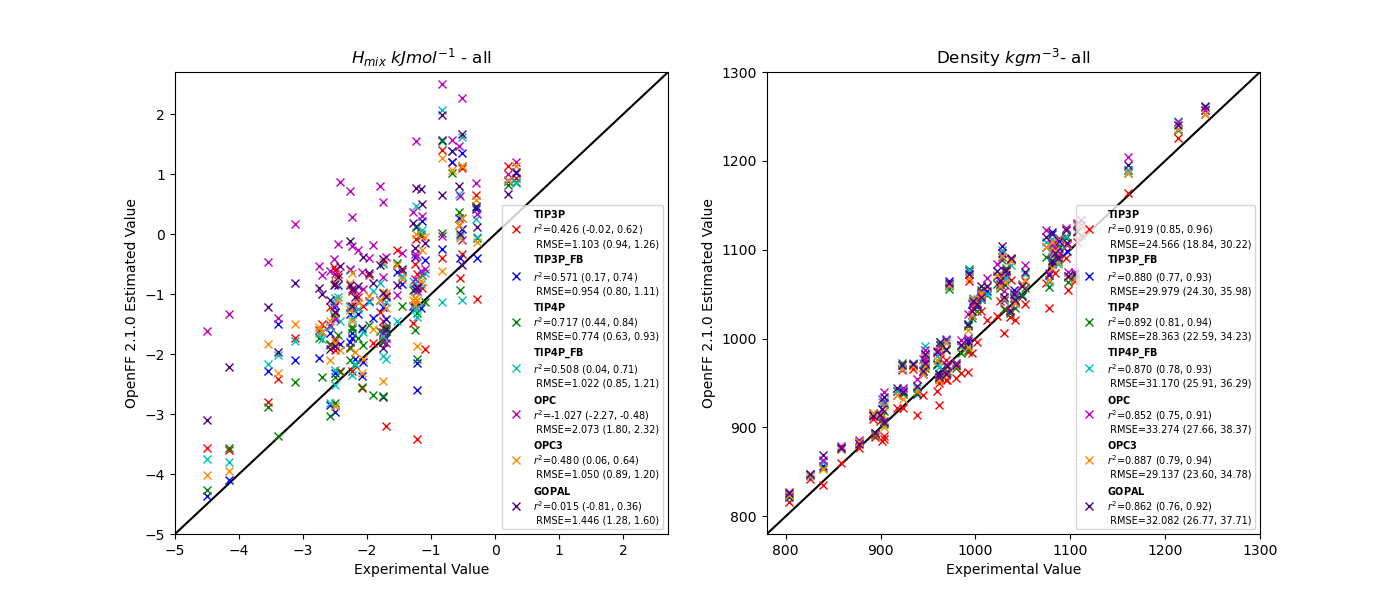 H_mix kJmol⁻¹ - all
OpenFF 2.1.0 Estimated Value
2
1
0
−1
−2
−3
−4
−5
−5
−4
−3
−2
−1
0
1
2
Experimental Value
TIP3P
r²=0.426 (-0.02, 0.62)
RMSE=1.103 (0.94, 1.26)
TIP3P_FB
r²=0.571 (0.17, 0.74)
RMSE=0.954 (0.80, 1.11)
TIP4P
r²=0.717 (0.44, 0.84)
RMSE=0.774 (0.63, 0.93)
TIP4P_FB
r²=0.508 (0.04, 0.71)
RMSE=1.022 (0.85, 1.21)
OPC
r²=-1.027 (-2.27, -0.48)
RMSE=2.073 (1.80, 2.32)
OPC3
r²=0.480 (0.06, 0.64)
RMSE=1.050 (0.89, 1.20)
GOPAL
r²=0.015 (-0.81, 0.36)
RMSE=1.446 (1.28, 1.60)
Density kgm⁻³- all
OpenFF 2.1.0 Estimated Value
1300
1200
1100
1000
900
800
800
900
1000
1100
1200
1300
Experimental Value
TIP3P
r²=0.919 (0.85, 0.96)
RMSE=24.566 (18.84, 30.22)
TIP3P_FB
r²=0.880 (0.77, 0.93)
RMSE=29.979 (24.30, 35.98)
TIP4P
r²=0.892 (0.81, 0.94)
RMSE=28.363 (22.59, 34.23)
TIP4P_FB
r²=0.870 (0.78, 0.93)
RMSE=31.170 (25.91, 36.29)
OPC
r²=0.852 (0.75, 0.91)
RMSE=33.274 (27.66, 38.37)
OPC3
r²=0.887 (0.79, 0.94)
RMSE=29.137 (23.60, 34.78)
GOPAL
r²=0.862 (0.76, 0.92)
RMSE=32.082 (26.77, 37.71)